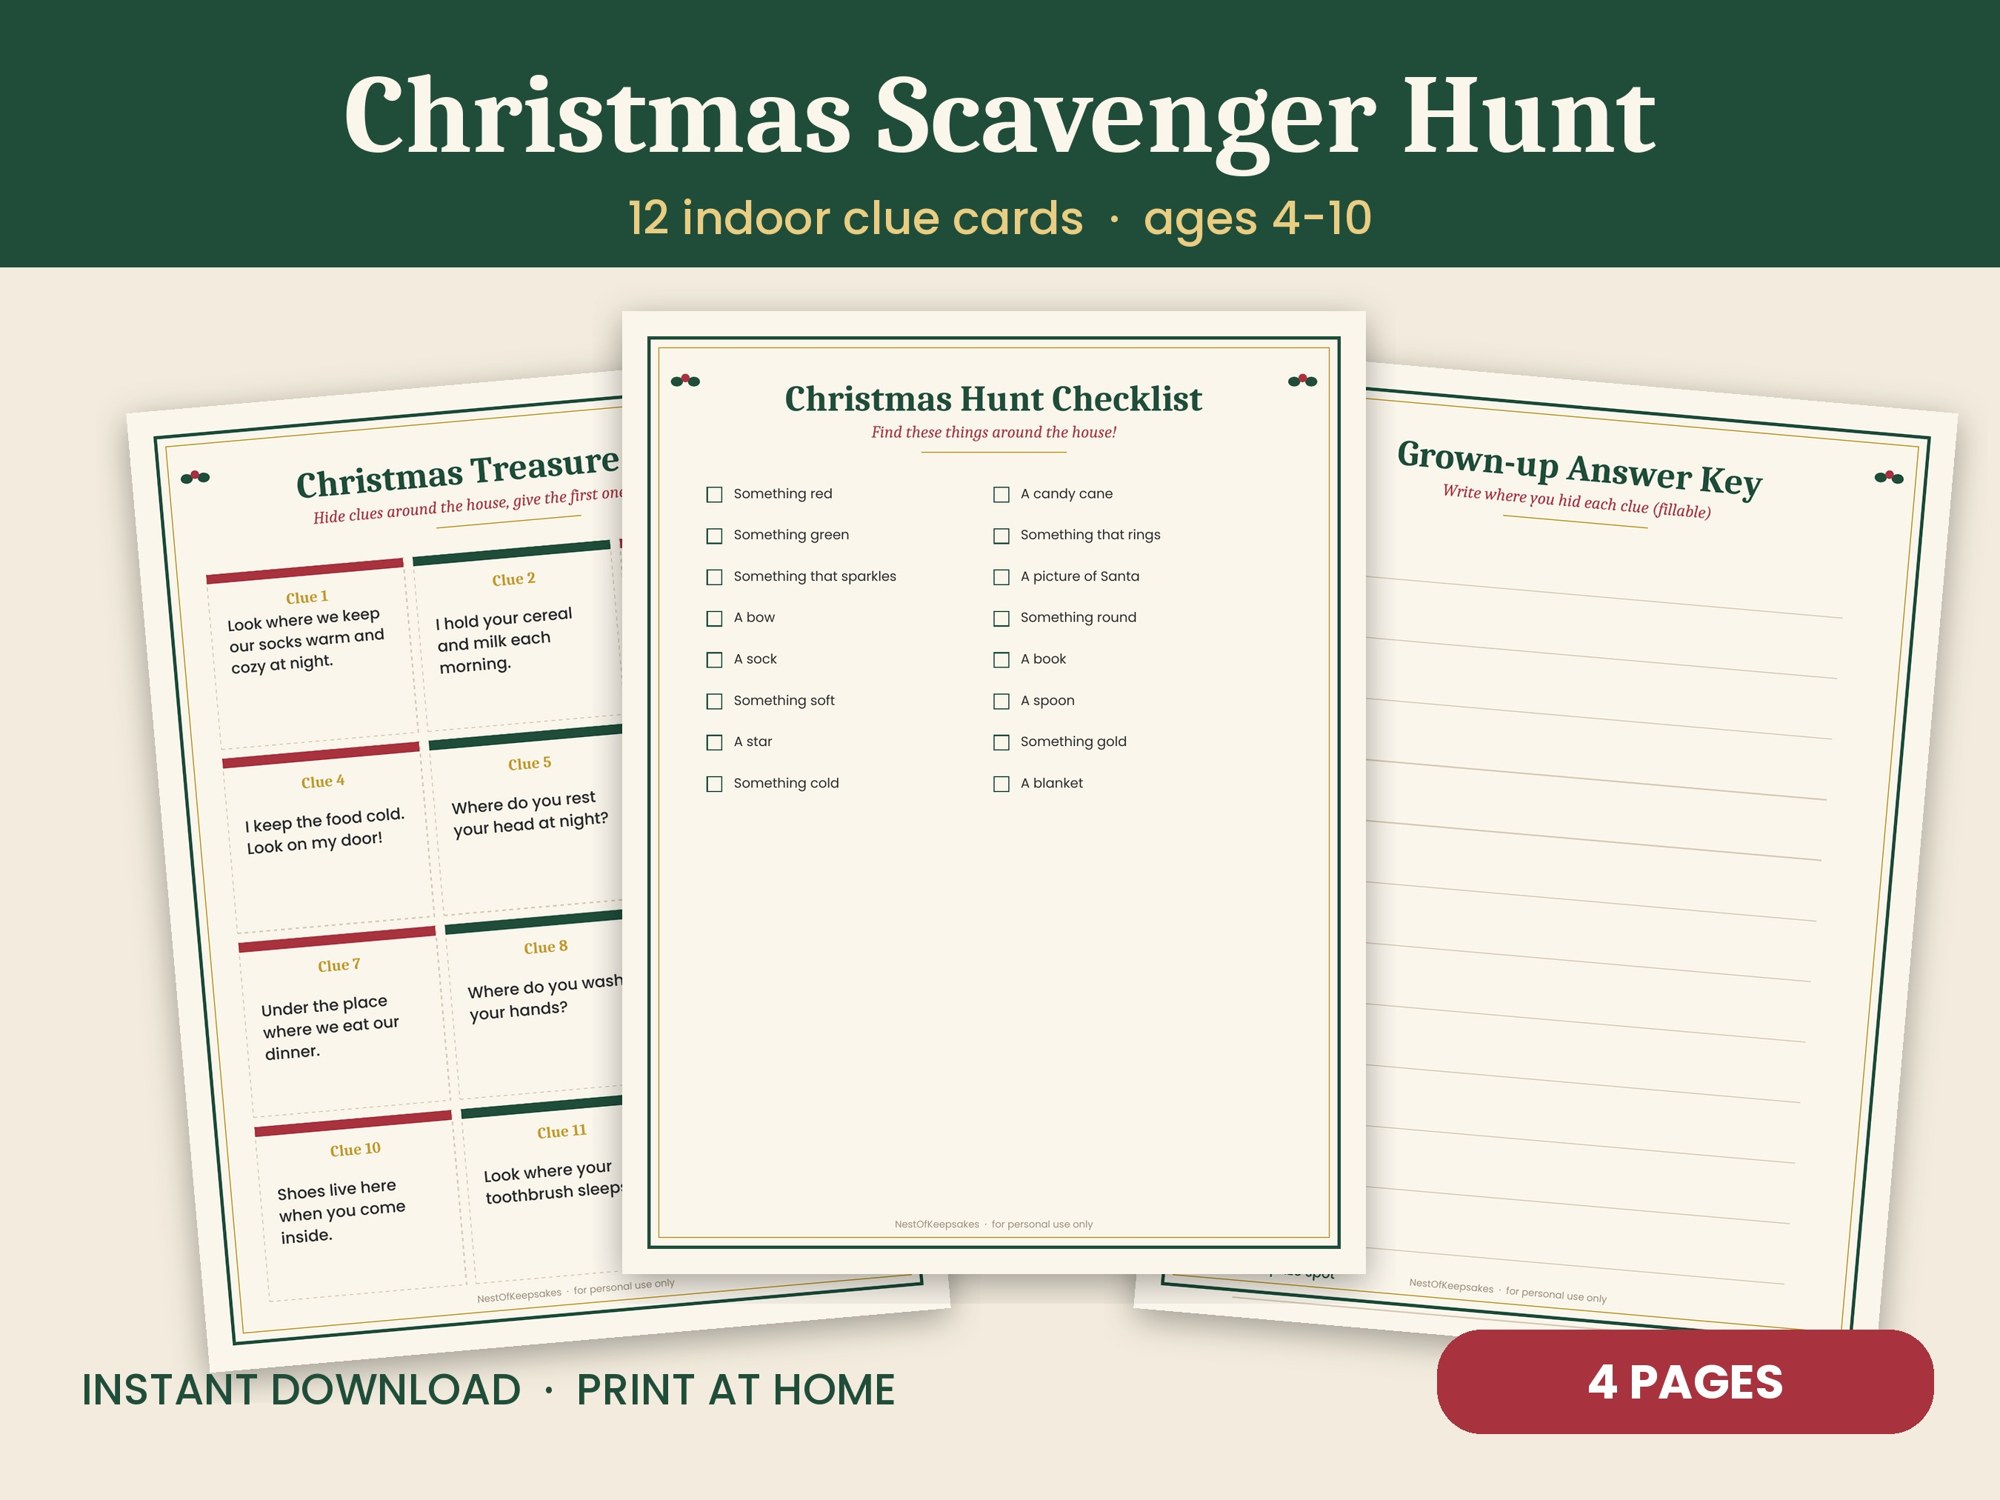 Christmas Scavenger Hunt
12 indoor clue cards · ages 4-10
Christmas Treasure
Hide clues around the house, give the first one
Clue 1
Look where we keep
our socks warm and
cozy at night.
Clue 2
I hold your cereal
and milk each
morning.
Clue 4
I keep the food cold.
Look on my door!
Clue 5
Where do you rest
your head at night?
Clue 7
Under the place
where we eat our
dinner.
Clue 8
Where do you wash
your hands?
Clue 10
Shoes live here
when you come
inside.
Clue 11
Look where your
toothbrush sleeps
NestOfKeepsakes · for personal use only
Christmas Hunt Checklist
Find these things around the house!
Something red
Something green
Something that sparkles
A bow
A sock
Something soft
A star
Something cold
A candy cane
Something that rings
A picture of Santa
Something round
A book
A spoon
Something gold
A blanket
NestOfKeepsakes · for personal use only
Grown-up Answer Key
Write where you hid each clue (fillable)
spot
NestOfKeepsakes · for personal use only
INSTANT DOWNLOAD · PRINT AT HOME
4 PAGES